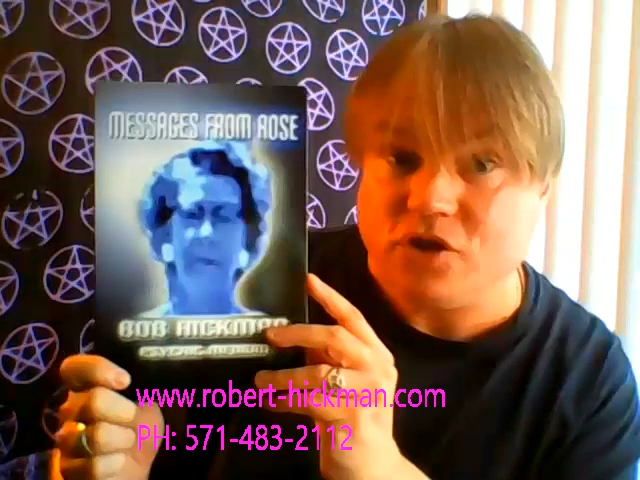 MESSAGES FROM ROSE
BOB HICKMAN
PSYCHIC-MEDIUM
www.robert-hickman.com
PH: 571-483-2112